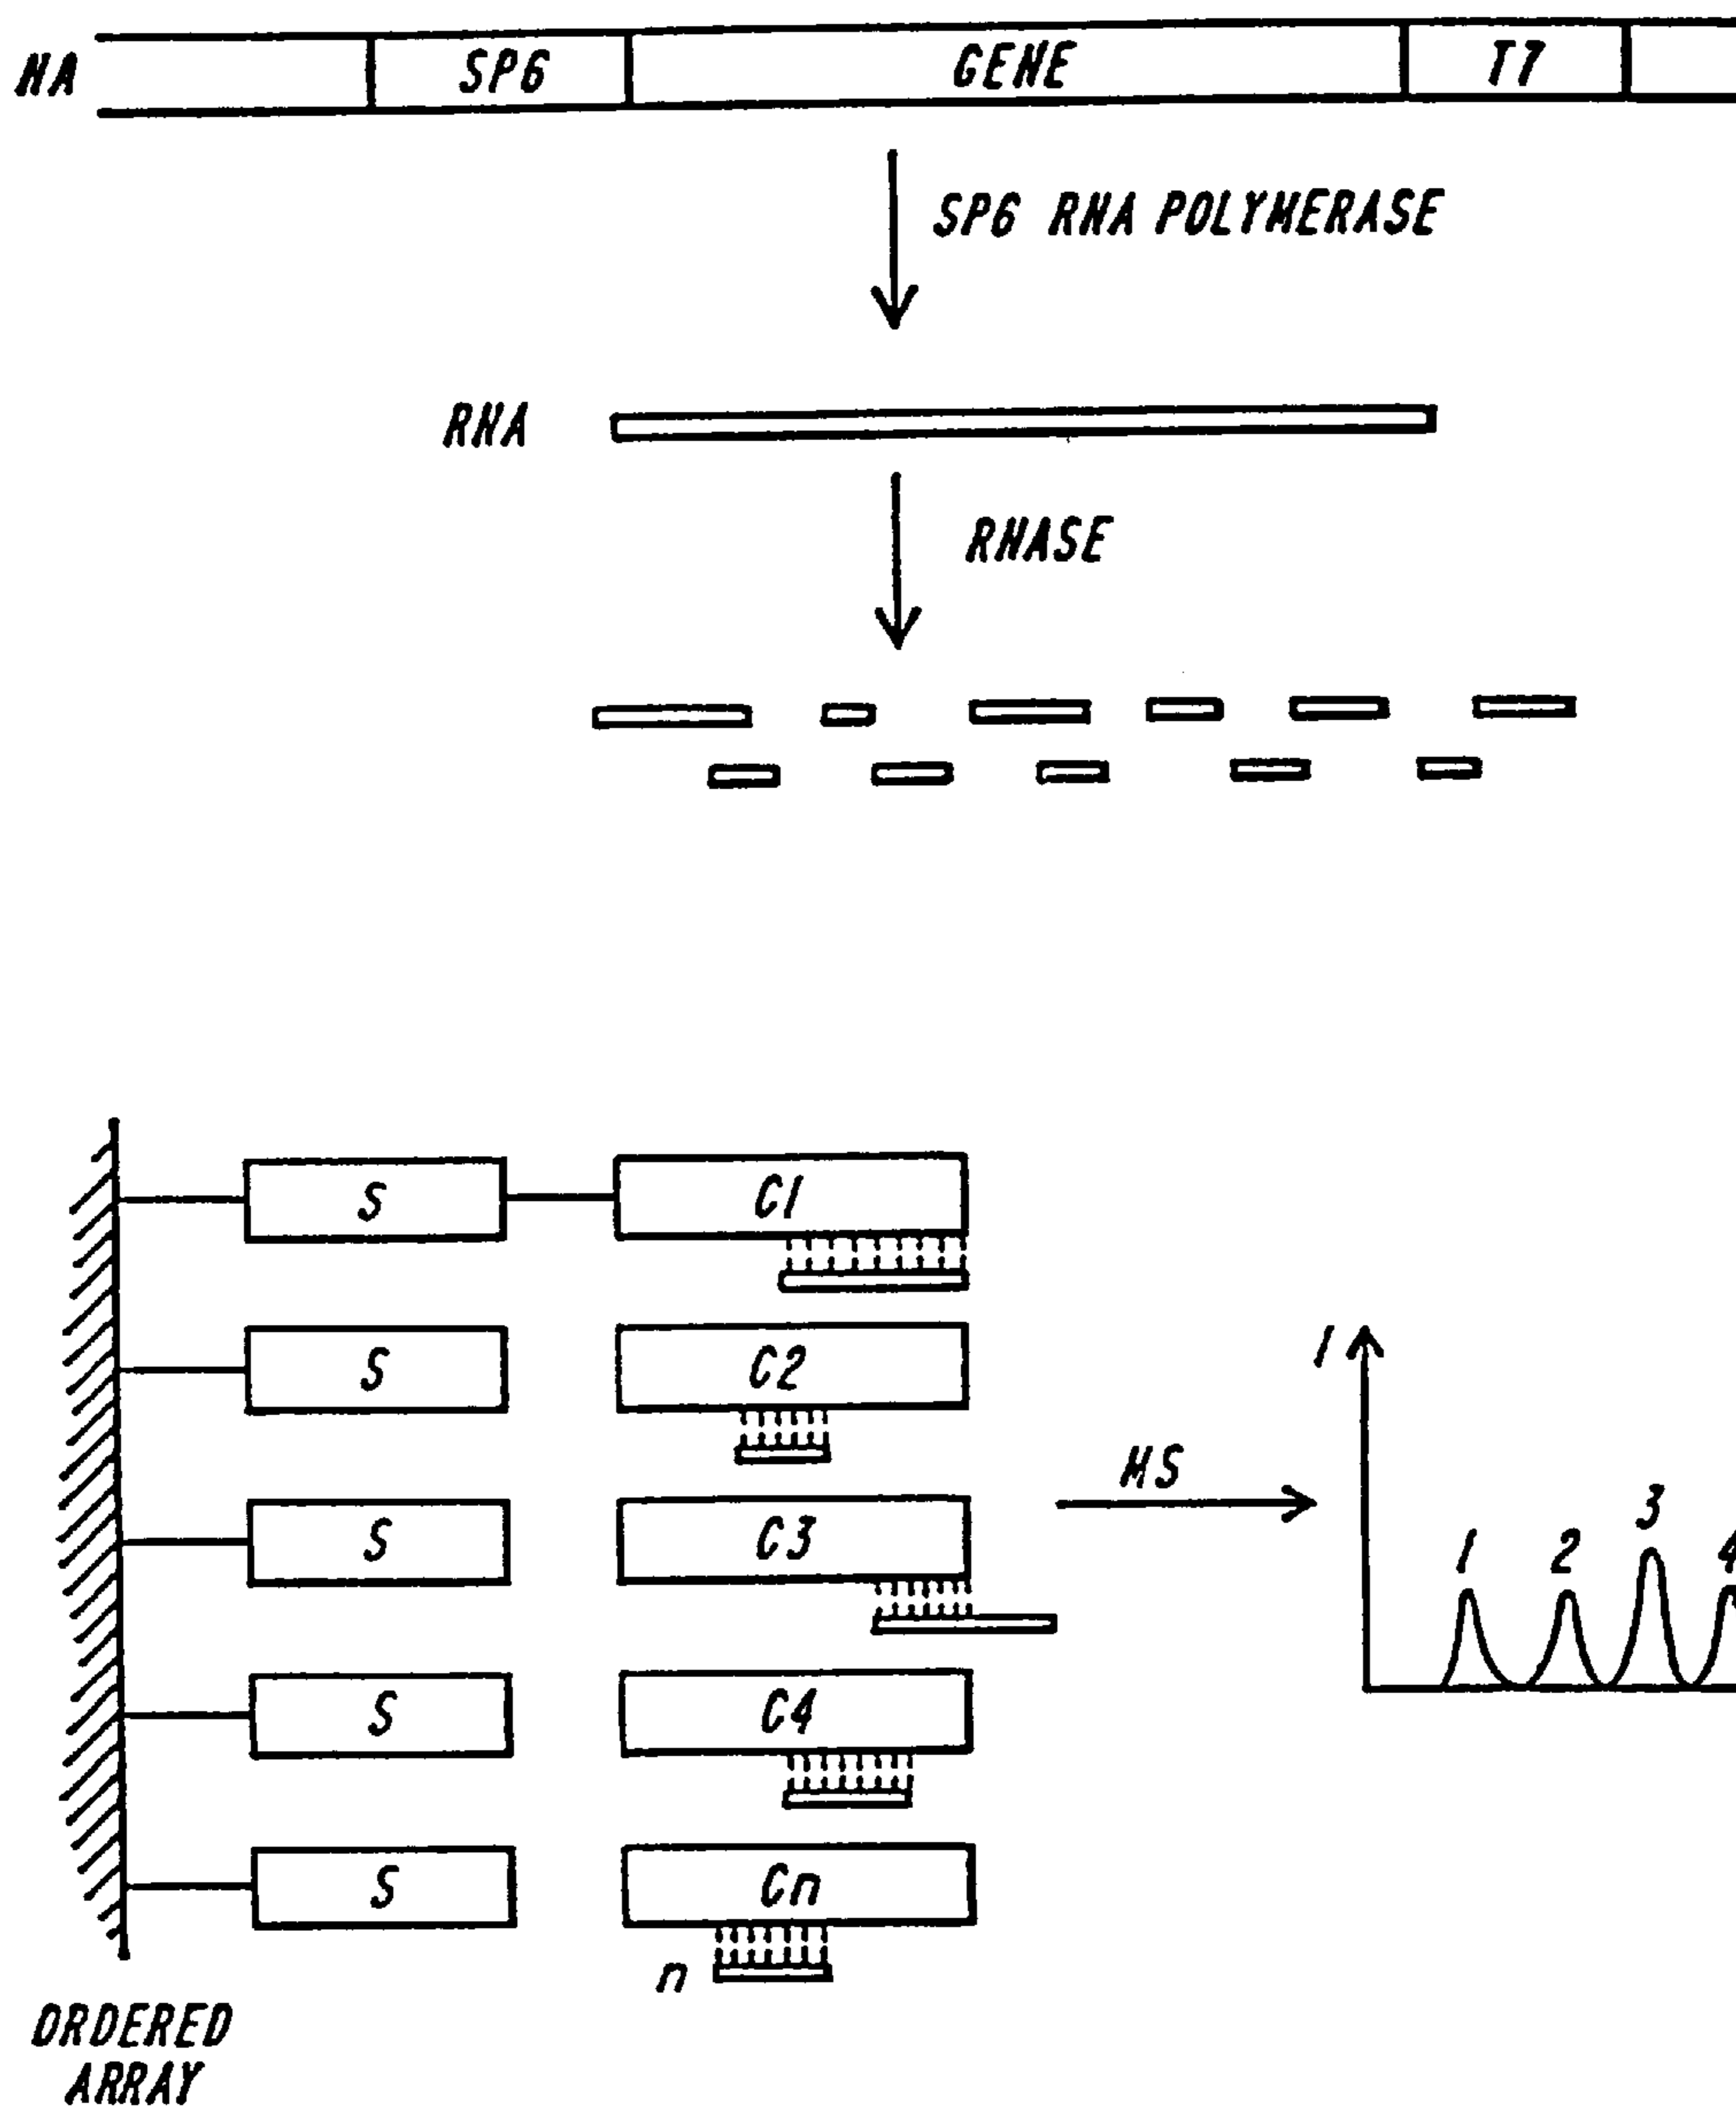 NA SP6 GENE T7
SP6 RNA POLYMERASE
RNA
RNASE
S C1
S C2
S C3
S C4
S Cn
n
ORDERED
ARRAY
MS
I
1 2 3 4